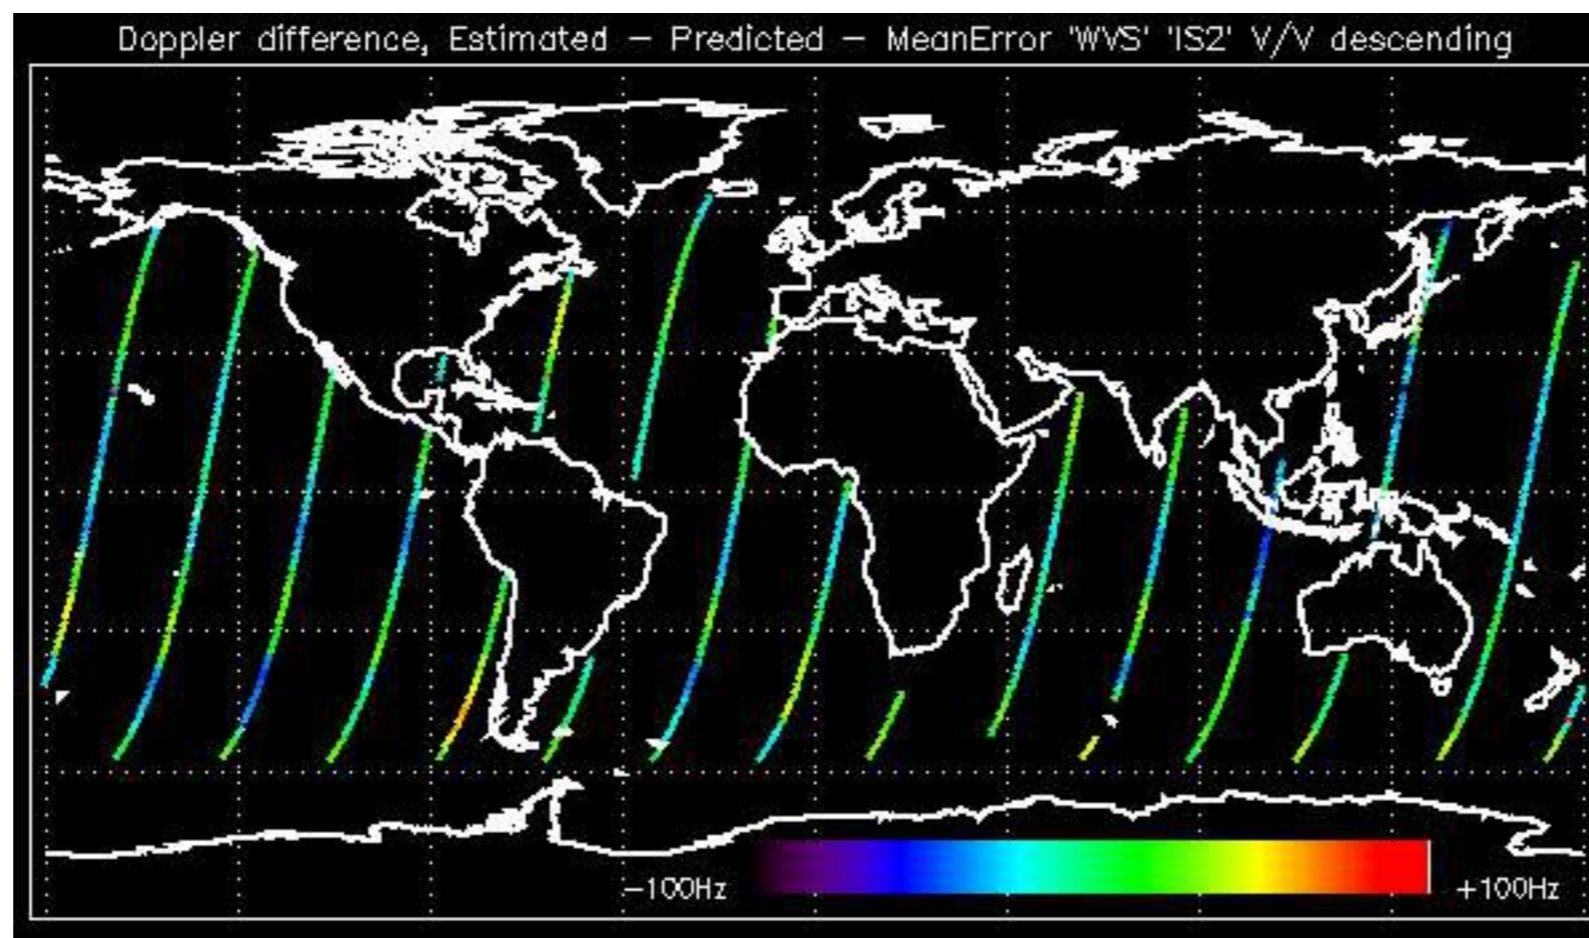 Doppler difference, Estimated – Predicted – MeanError 'WVS' 'IS2' V/V descending
–100Hz
+100Hz